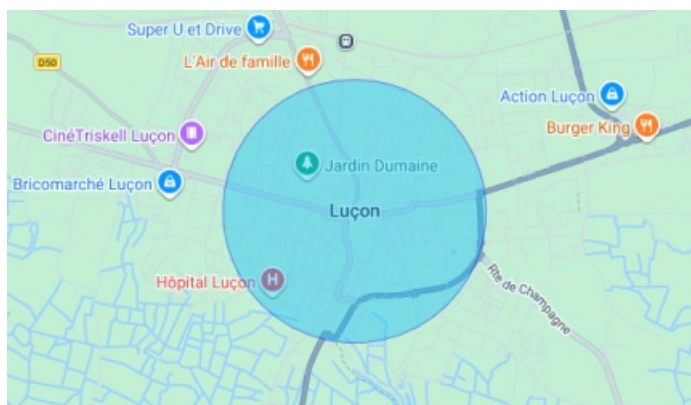 Super U et Drive
D50
L'Air de famille
Action Luçon
Burger King
CinéTriskell Luçon
Jardin Dumaine
Bricomarché Luçon
Luçon
Hôpital Luçon
H
Rte de Champagne